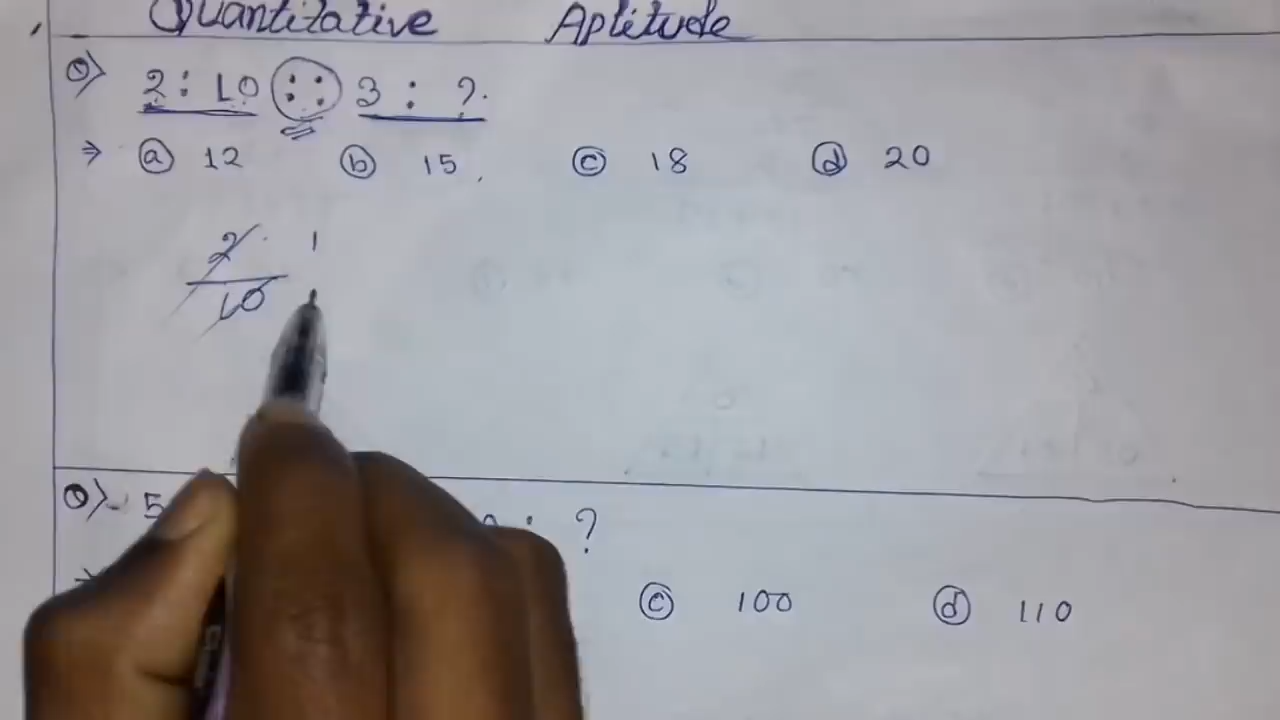 Quantitative Aptitude
Q) 2 : 10 :: 3 : ?.
⇒ (a) 12 (b) 15 (c) 18 (d) 20
2 1
10
Q) 5 : ?
(c) 100 (d) 110